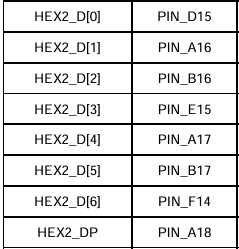 HEX2_D[0] PIN_D15
HEX2_D[1] PIN_A16
HEX2_D[2] PIN_B16
HEX2_D[3] PIN_E15
HEX2_D[4] PIN_A17
HEX2_D[5] PIN_B17
HEX2_D[6] PIN_F14
HEX2_DP PIN_A18